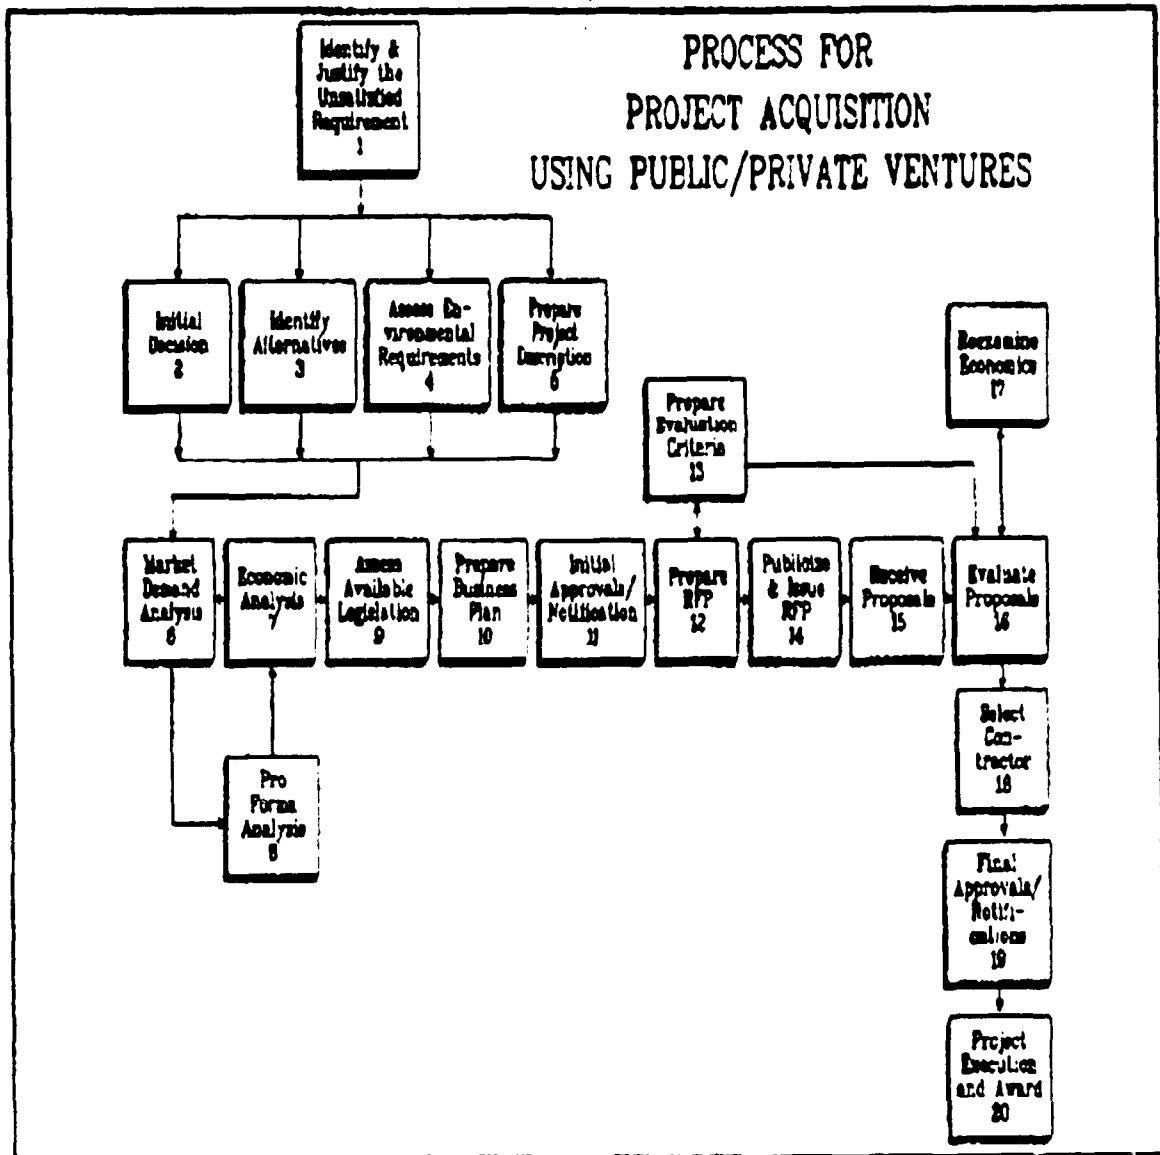 PROCESS FOR
PROJECT ACQUISITION
USING PUBLIC/PRIVATE VENTURES
Identify &
Justify the
Unsatisfied
Requirement
1
Initial
Decision
2
Identify
Alternatives
3
Assess En-
vironmental
Requirements
4
Prepare
Project
Description
5
Market
Demand
Analysis
6
Economic
Analysis
7
Pro
Forma
Analysis
8
Assess
Available
Legislation
9
Prepare
Business
Plan
10
Initial
Approvals/
Notification
11
Prepare
RFP
12
Prepare
Evaluation
Criteria
13
Publicize
& Issue
RFP
14
Receive
Proposals
15
Evaluate
Proposals
16
Reexamine
Economics
17
Select
Con-
tractor
18
Final
Approvals/
Notifi-
cations
19
Project
Execution
and Award
20